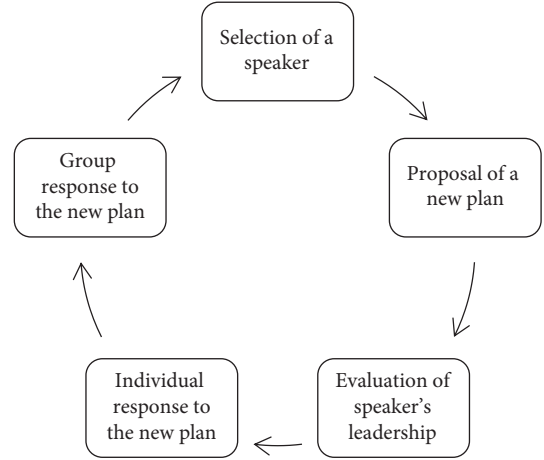 Selection of a
speaker
Proposal of a
new plan
Evaluation of
speaker's
leadership
Individual
response to
the new plan
Group
response to
the new plan